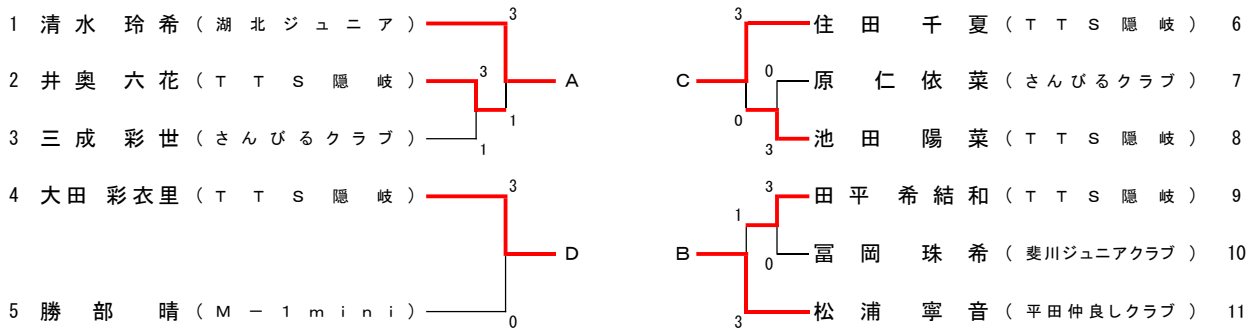 1 清水 玲希 (湖北ジュニア) 3
2 井奥 六花 (TTS隠岐) 3 A
3 三成 彩世 (さんびるクラブ) 1 1
4 大田 彩衣里 (TTS隠岐) 3
D
5 勝部 晴 (M-1mini) 0
3 住田 千夏 (TTS隠岐) 6
C 0 原 仁依菜 (さんびるクラブ) 7
0 3 池田 陽菜 (TTS隠岐) 8
3 田平 希結和 (TTS隠岐) 9
1
B 0 冨岡 珠希 (斐川ジュニアクラブ) 10
3 松浦 寧音 (平田仲良しクラブ) 11